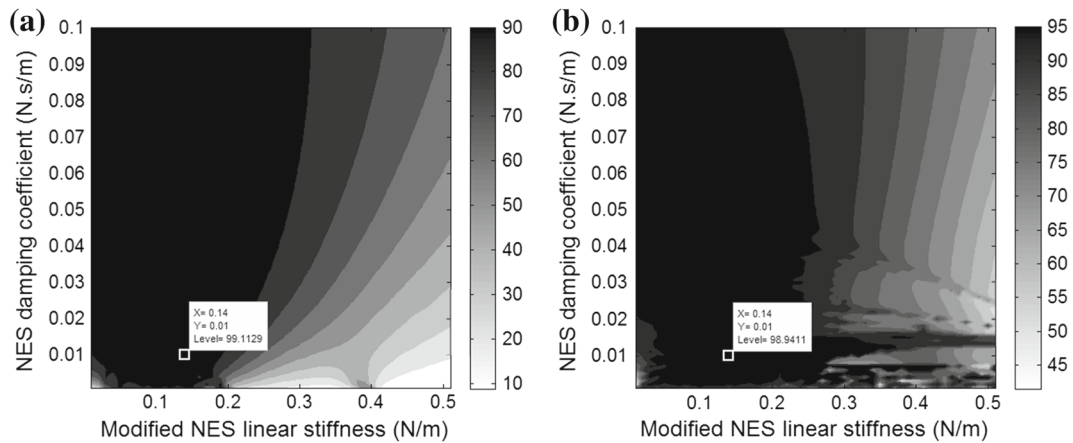 (a)
NES damping coefficient (N.s/m)
0.1
0.09
0.08
0.07
0.06
0.05
0.04
0.03
0.02
0.01
X= 0.14
Y= 0.01
Level= 99.1129
0.1 0.2 0.3 0.4 0.5
Modified NES linear stiffness (N/m)
90
80
70
60
50
40
30
20
10
(b)
NES damping coefficient (N.s/m)
0.1
0.09
0.08
0.07
0.06
0.05
0.04
0.03
0.02
0.01
X= 0.14
Y= 0.01
Level= 98.9411
0.1 0.2 0.3 0.4 0.5
Modified NES linear stiffness (N/m)
95
90
85
80
75
70
65
60
55
50
45